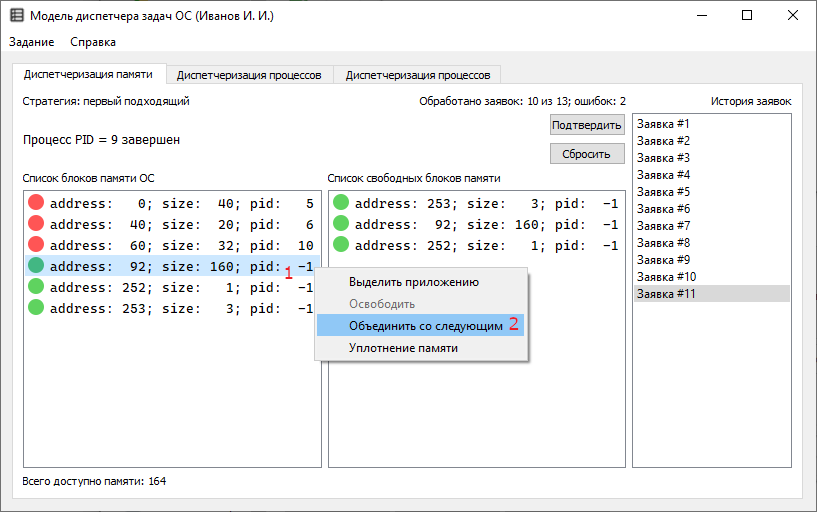 Модель диспетчера задач ОС (Иванов И. И.)
Задание Справка
Диспетчеризация памяти Диспетчеризация процессов Диспетчеризация процессов
Стратегия: первый подходящий Обработано заявок: 10 из 13; ошибок: 2 История заявок
Процесс PID = 9 завершен
Подтвердить
Сбросить
Список блоков памяти ОС
address: 0; size: 40; pid: 5
address: 40; size: 20; pid: 6
address: 60; size: 32; pid: 10
address: 92; size: 160; pid: -1
address: 252; size: 1; pid: -1
address: 253; size: 3; pid: -1
1
Список свободных блоков памяти
address: 253; size: 3; pid: -1
address: 92; size: 160; pid: -1
address: 252; size: 1; pid: -1
Выделить приложению
Освободить
Объединить со следующим 2
Уплотнение памяти
Заявка #1
Заявка #2
Заявка #3
Заявка #4
Заявка #5
Заявка #6
Заявка #7
Заявка #8
Заявка #9
Заявка #10
Заявка #11
Всего доступно памяти: 164